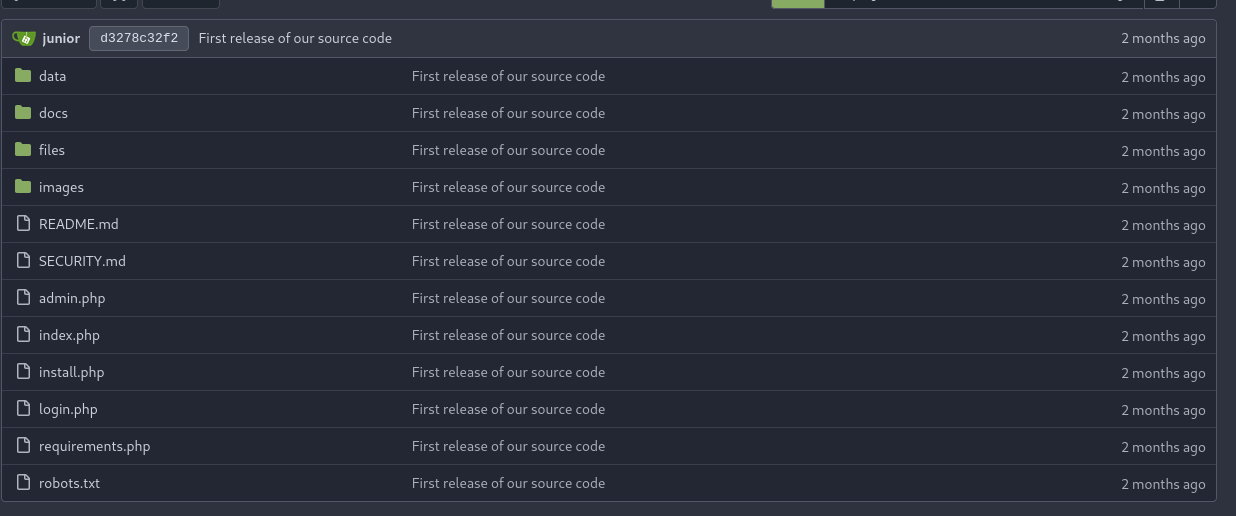 junior d3278c32f2 First release of our source code 2 months ago
data First release of our source code 2 months ago
docs First release of our source code 2 months ago
files First release of our source code 2 months ago
images First release of our source code 2 months ago
README.md First release of our source code 2 months ago
SECURITY.md First release of our source code 2 months ago
admin.php First release of our source code 2 months ago
index.php First release of our source code 2 months ago
install.php First release of our source code 2 months ago
login.php First release of our source code 2 months ago
requirements.php First release of our source code 2 months ago
robots.txt First release of our source code 2 months ago